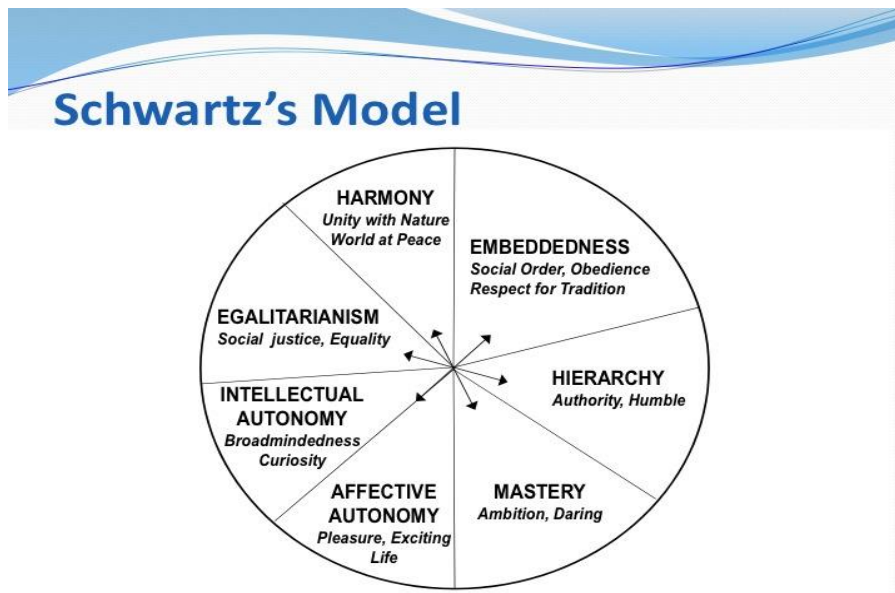 Schwartz's Model
HARMONY
Unity with Nature
World at Peace
EMBEDDEDNESS
Social Order, Obedience
Respect for Tradition
EGALITARIANISM
Social justice, Equality
HIERARCHY
Authority, Humble
INTELLECTUAL
AUTONOMY
Broadmindedness
Curiosity
AFFECTIVE
AUTONOMY
Pleasure, Exciting
Life
MASTERY
Ambition, Daring